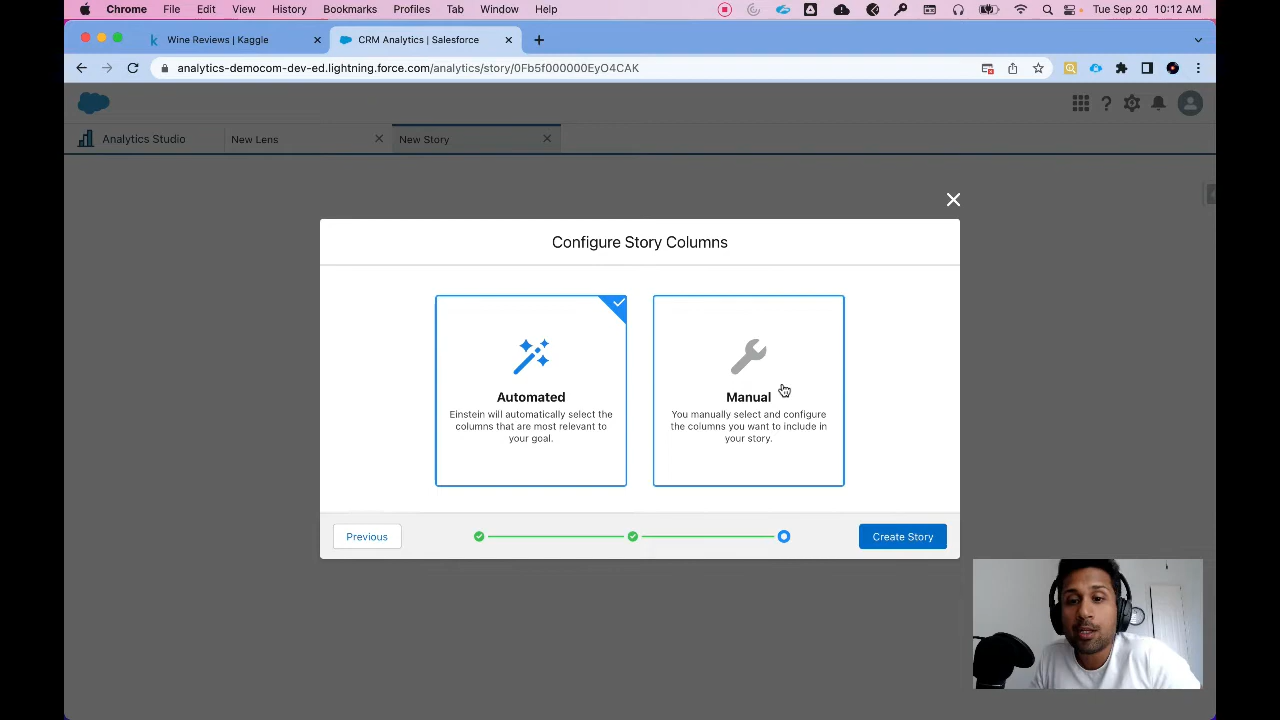 Chrome File Edit View History Bookmarks Profiles Tab Window Help Tue Sep 20 10:12 AM
Wine Reviews | Kaggle CRM Analytics | Salesforce
analytics-democom-dev-ed.lightning.force.com/analytics/story/0Fb5f000000EyO4CAK
Analytics Studio New Lens New Story
Configure Story Columns
Automated
Einstein will automatically select the
columns that are most relevant to
your goal.
Manual
You manually select and configure
the columns you want to include in
your story.
Previous
Create Story